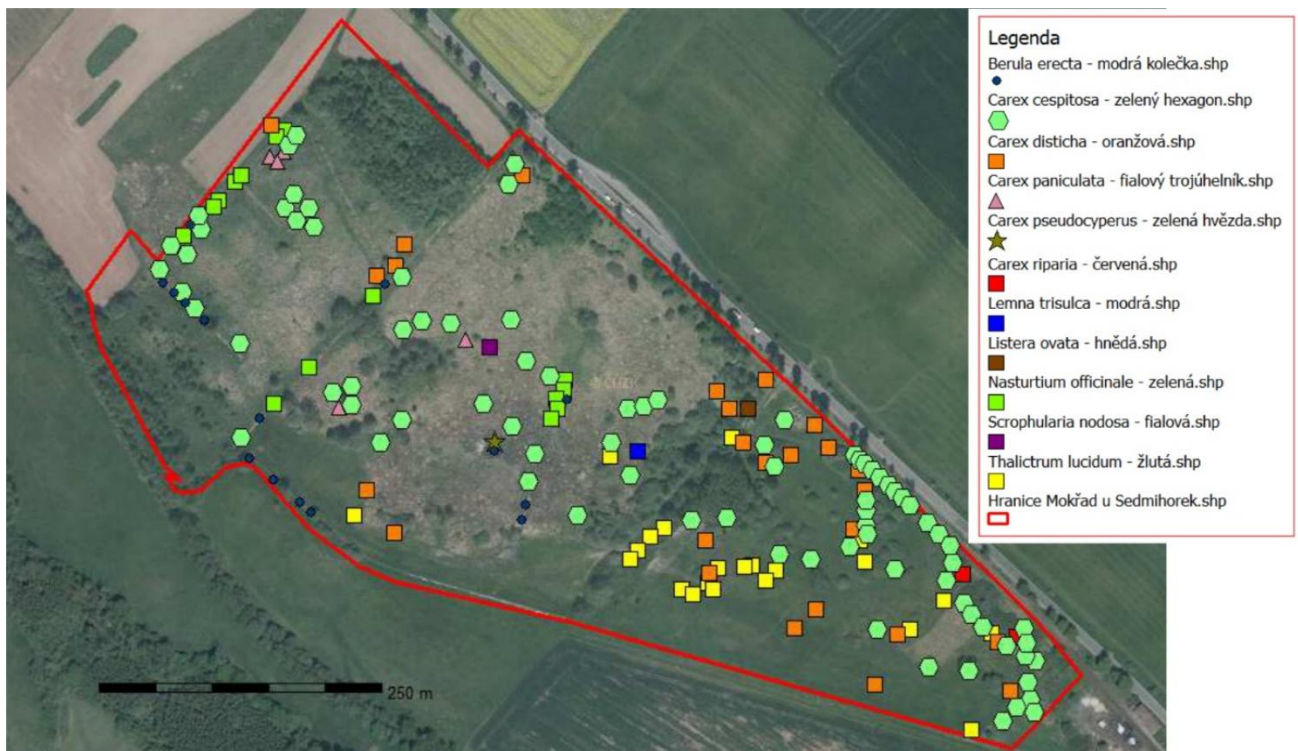 Legenda
Berula erecta - modrá kolečka.shp
Carex cespitosa - zelený hexagon.shp
Carex disticha - oranžová.shp
Carex paniculata - fialový trojúhelník.shp
Carex pseudocyperus - zelená hvězda.shp
Carex riparia - červená.shp
Lemna trisulca - modrá.shp
Listera ovata - hnědá.shp
Nasturtium officinale - zelená.shp
Scrophularia nodosa - fialová.shp
Thalictrum lucidum - žlutá.shp
Hranice Mokřad u Sedmihorek.shp
© ČÚZK
250 m